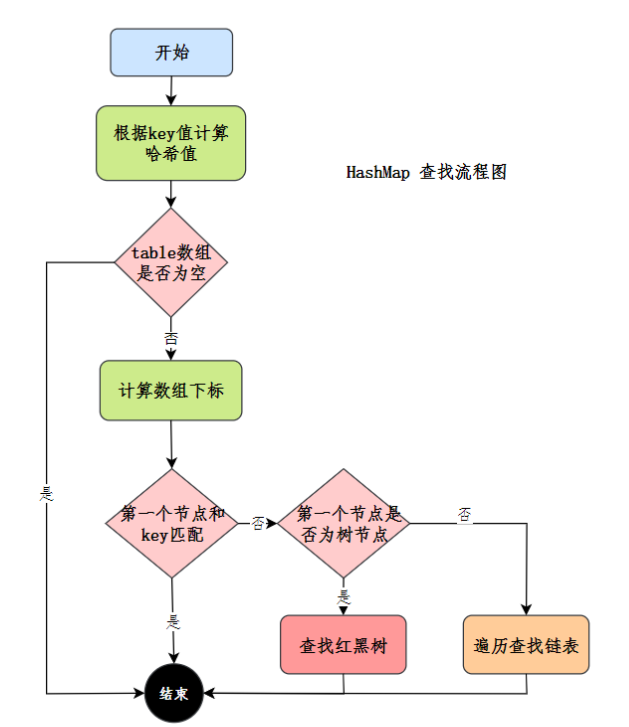 开始
根据key值计算
哈希值
HashMap 查找流程图
table数组
是否为空
否
计算数组下标
是
第一个节点和
key匹配
否
第一个节点是
否为树节点
否
是
是
查找红黑树
遍历查找链表
结束